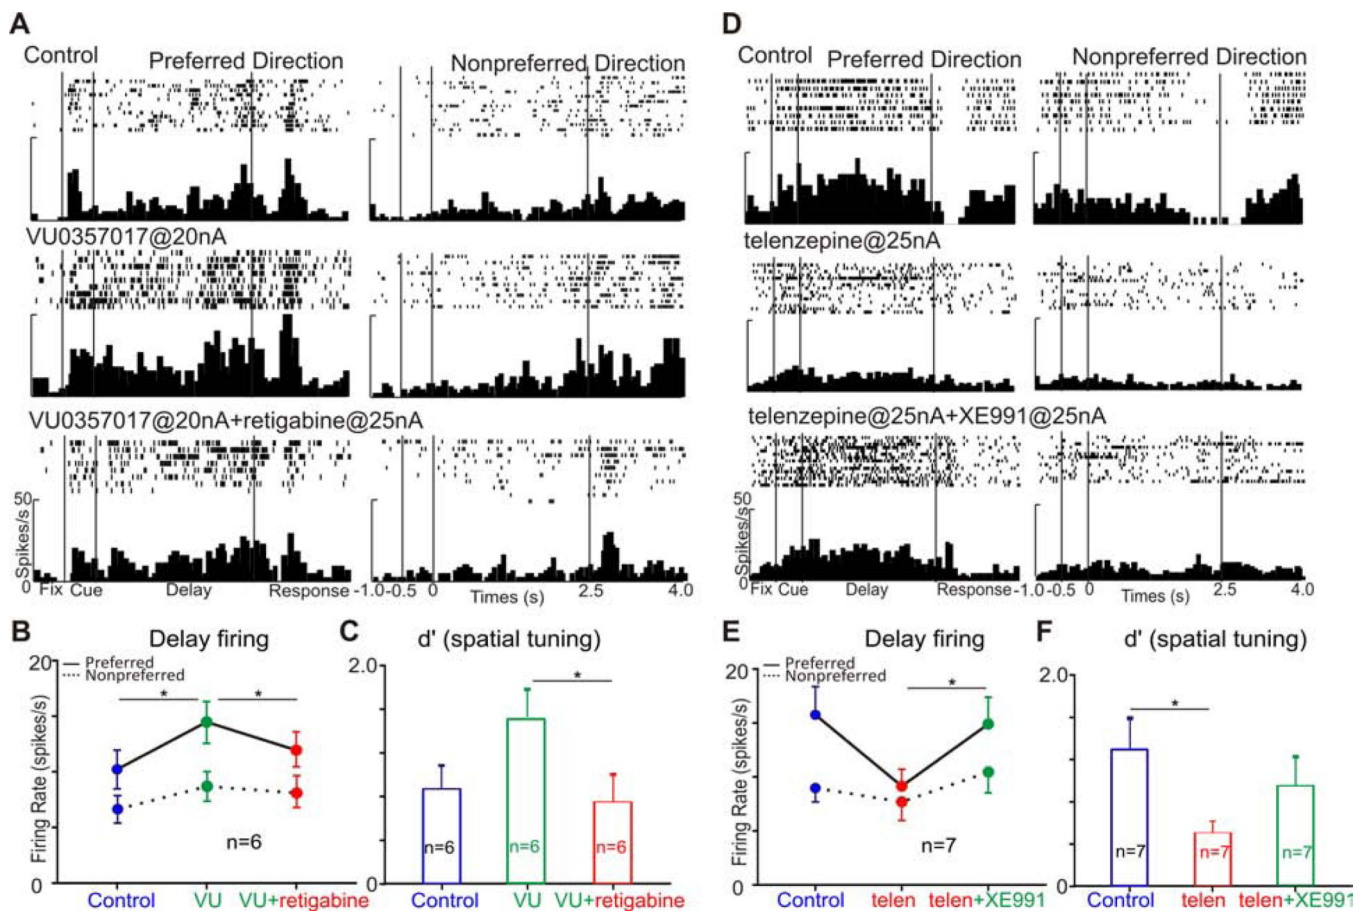 A
Control
Preferred Direction
Nonpreferred Direction
VU0357017@20nA
VU0357017@20nA+retigabine@25nA
50
Spikes/s
0
Fix Cue Delay Response -1.0 -0.5 0 Times (s) 2.5 4.0
D
Control
Preferred Direction
Nonpreferred Direction
telenzepine@25nA
telenzepine@25nA+XE991@25nA
50
Spikes/s
0
Fix Cue Delay Response -1.0 -0.5 0 Times (s) 2.5 4.0
B
Delay firing
20
Preferred
Nonpreferred
* *
Firing Rate (spikes/s)
n=6
0
Control VU VU+retigabine
C
d' (spatial tuning)
2.0
*
n=6 n=6 n=6
0
Control VU VU+retigabine
E
Delay firing
20
Preferred
Nonpreferred
*
Firing Rate (spikes/s)
n=7
0
Control telen telen+XE991
F
d' (spatial tuning)
2.0
*
n=7 n=7 n=7
0
Control telen telen+XE991